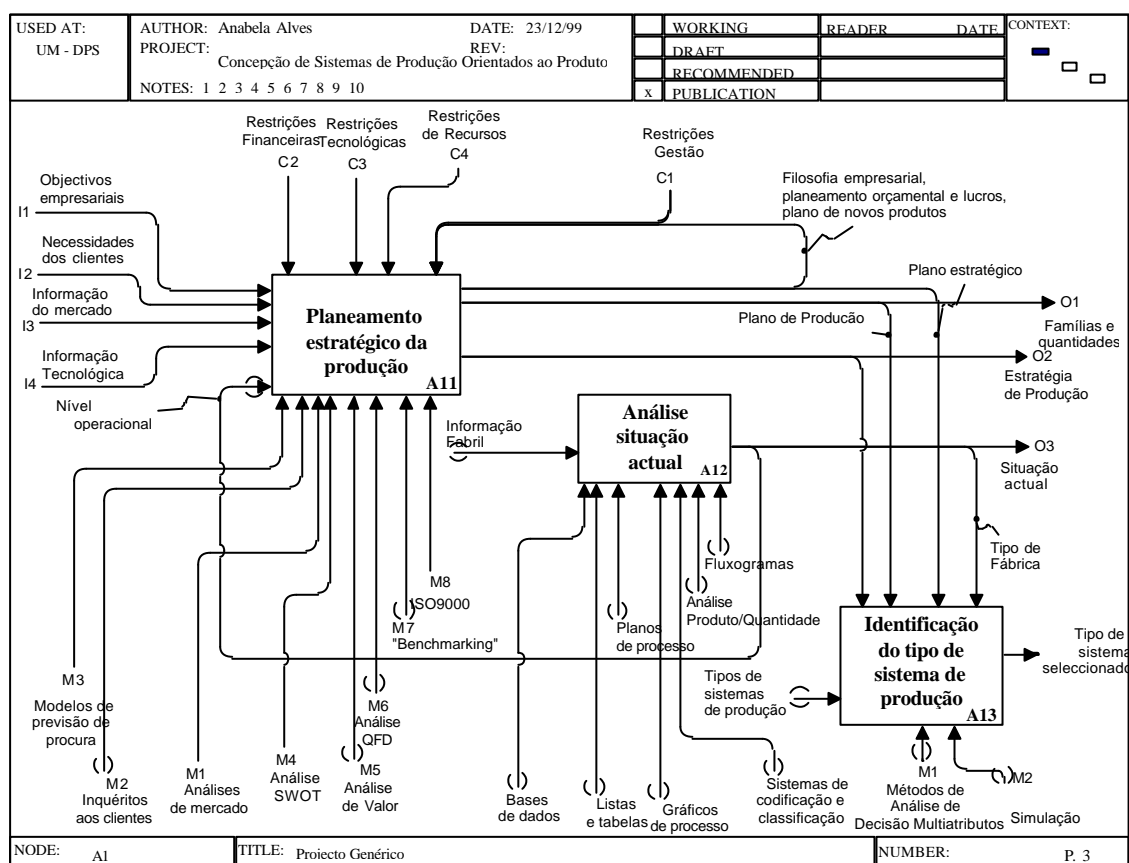 USED AT:
UM - DPS
AUTHOR: Anabela Alves
DATE: 23/12/99
PROJECT:
REV:
Concepção de Sistemas de Produção Orientados ao Produto
NOTES: 1 2 3 4 5 6 7 8 9 10
WORKING
DRAFT
RECOMMENDED
x PUBLICATION
READER
DATE
CONTEXT:
Restrições
Financeiras
C2
Restrições
Tecnológicas
C3
Restrições
de Recursos
C4
Restrições
Gestão
C1
Filosofia empresarial,
planeamento orçamental e lucros,
plano de novos produtos
Objectivos
empresariais
I1
Necessidades
dos clientes
I2
Informação
do mercado
I3
Informação
Tecnológica
I4
Nível
operacional
Planeamento
estratégico da
produção
A11
Plano estratégico
Plano de Producão
O1
Famílias e
quantidades
O2
Estratégia
de Produção
Informação
Fabril
Análise
situação
actual
A12
O3
Situação
actual
Tipo de
Fábrica
Fluxogramas
Análise
Produto/Quantidade
Planos
de processo
M8
ISO9000
M7
"Benchmarking"
Identificação
do tipo de
sistema de
produção
A13
Tipo de
sistema
seleccionado
Tipos de
sistemas
de produção
M3
Modelos de
previsão de
procura
M2
Inquéritos
aos clientes
M1
Análises
de mercado
M4
Análise
SWOT
M6
Análise
QFD
M5
Análise
de Valor
Bases
de dados
Listas
e tabelas
Gráficos
de processo
Sistemas de
codificação e
classificação
M1
Métodos de
Análise de
Decisão Multiatributos
M2
Simulação
NODE: A1
TITLE: Projecto Genérico
NUMBER: P. 3